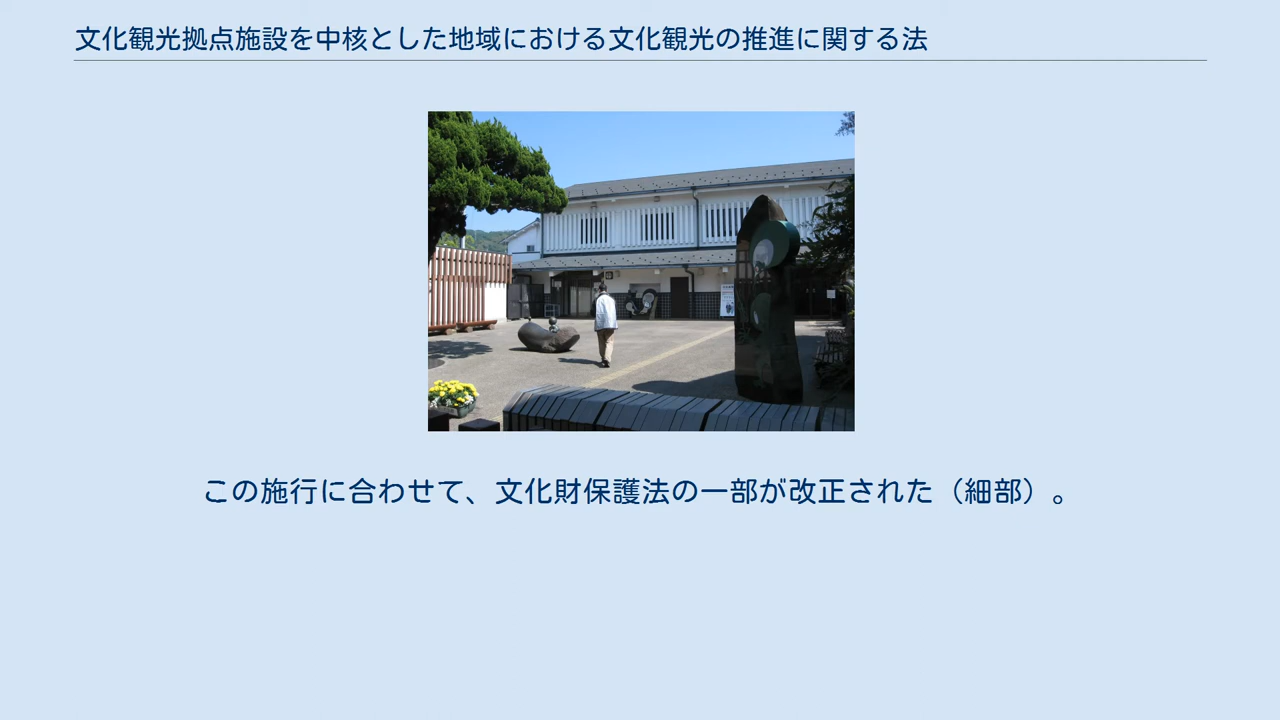 文化観光拠点施設を中核とした地域における文化観光の推進に関する法
この施行に合わせて、文化財保護法の一部が改正された（細部）。